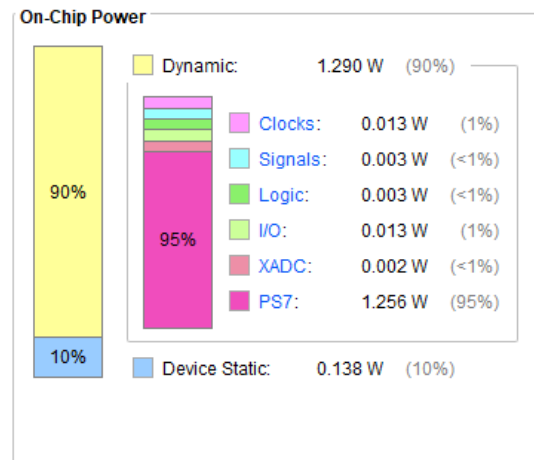 On-Chip Power
Dynamic: 1.290 W (90%)
Clocks: 0.013 W (1%)
Signals: 0.003 W (<1%)
Logic: 0.003 W (<1%)
I/O: 0.013 W (1%)
XADC: 0.002 W (<1%)
PS7: 1.256 W (95%)
90%
95%
10%
Device Static: 0.138 W (10%)